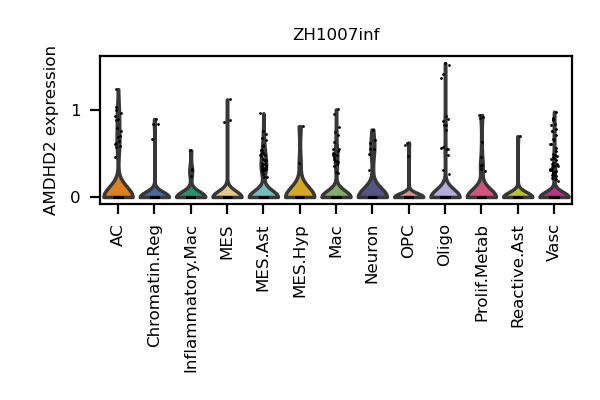 ZH1007inf
AMDHD2 expression
1
0
AC
Chromatin.Reg
Inflammatory.Mac
MES
MES.Ast
MES.Hyp
Mac
Neuron
OPC
Oligo
Prolif.Metab
Reactive.Ast
Vasc